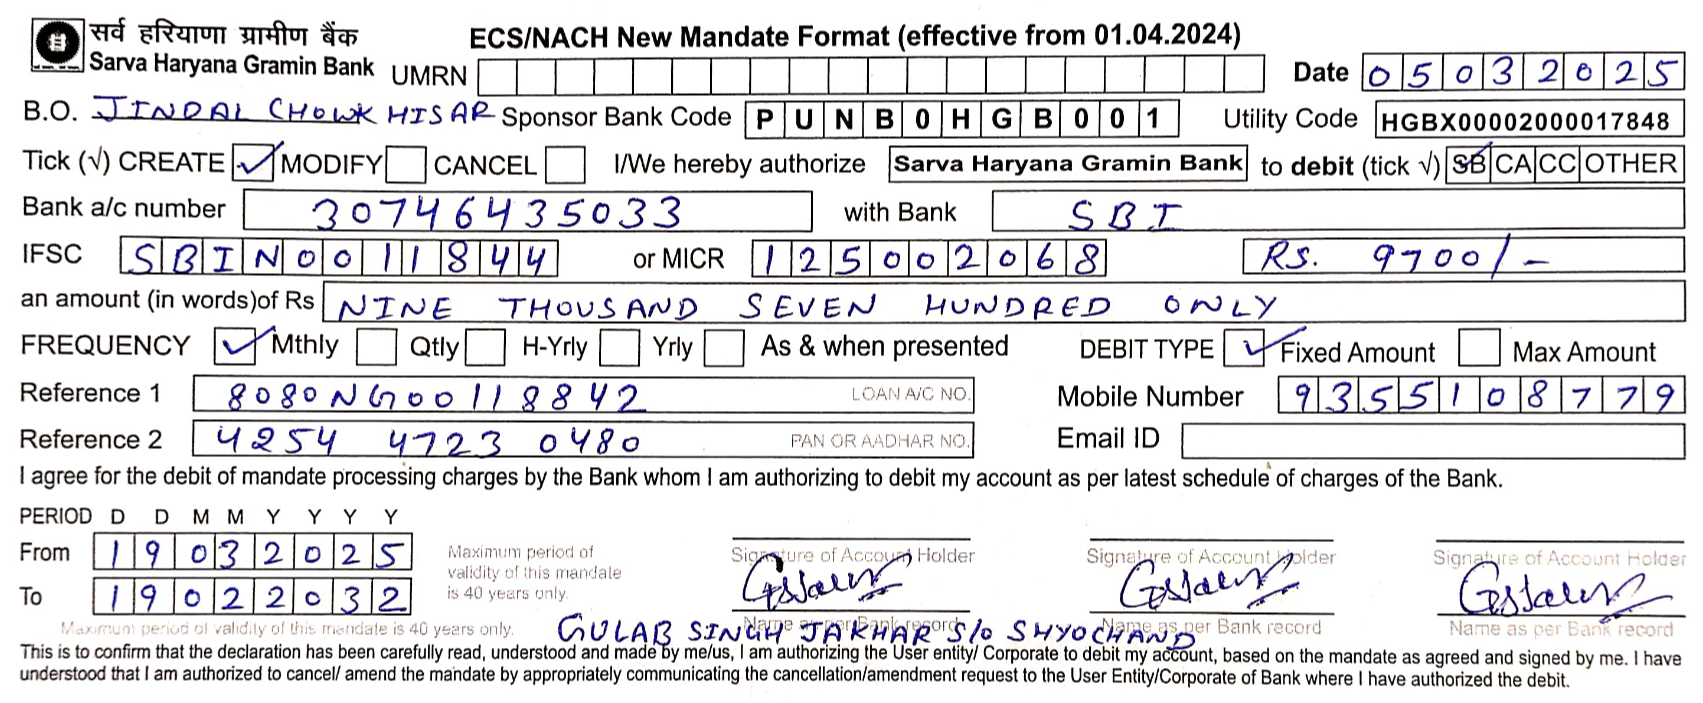 सर्व हरियाणा ग्रामीण बैंक
Sarva Haryana Gramin Bank
ECS/NACH New Mandate Format (effective from 01.04.2024)
UMRN Date 05032025
B.O. JINDAL CHOWK HISAR Sponsor Bank Code PUNB0HGB001 Utility Code HGBX00002000017848
Tick (√) CREATE ✓ MODIFY CANCEL I/We hereby authorize Sarva Haryana Gramin Bank to debit (tick √) SB ✓ CA CC OTHER
Bank a/c number 30746435033 with Bank SBI
IFSC SBIN0011844 or MICR 125002068 RS. 9700/-
an amount (in words)of Rs NINE THOUSAND SEVEN HUNDRED ONLY
FREQUENCY ✓ Mthly Qtly H-Yrly Yrly As & when presented DEBIT TYPE ✓ Fixed Amount Max Amount
Reference 1 8080NG00118842 LOAN A/C NO. Mobile Number 9355108779
Reference 2 4254 4723 0480 PAN OR AADHAR NO. Email ID
I agree for the debit of mandate processing charges by the Bank whom I am authorizing to debit my account as per latest schedule of charges of the Bank.
PERIOD D D M M Y Y Y Y
From 19032025
To 19022032
Maximum period of
validity of this mandate
is 40 years only.
Signature of Account Holder Signature of Account Holder Signature of Account Holder
Maximum period of validity of this mandate is 40 years only. Name as per Bank record Name as per Bank record Name as per Bank record
GULAB SINGH JAKHAR S/o SHYOCHAND
This is to confirm that the declaration has been carefully read, understood and made by me/us, I am authorizing the User entity/ Corporate to debit my account, based on the mandate as agreed and signed by me. I have
understood that I am authorized to cancel/ amend the mandate by appropriately communicating the cancellation/amendment request to the User Entity/Corporate of Bank where I have authorized the debit.